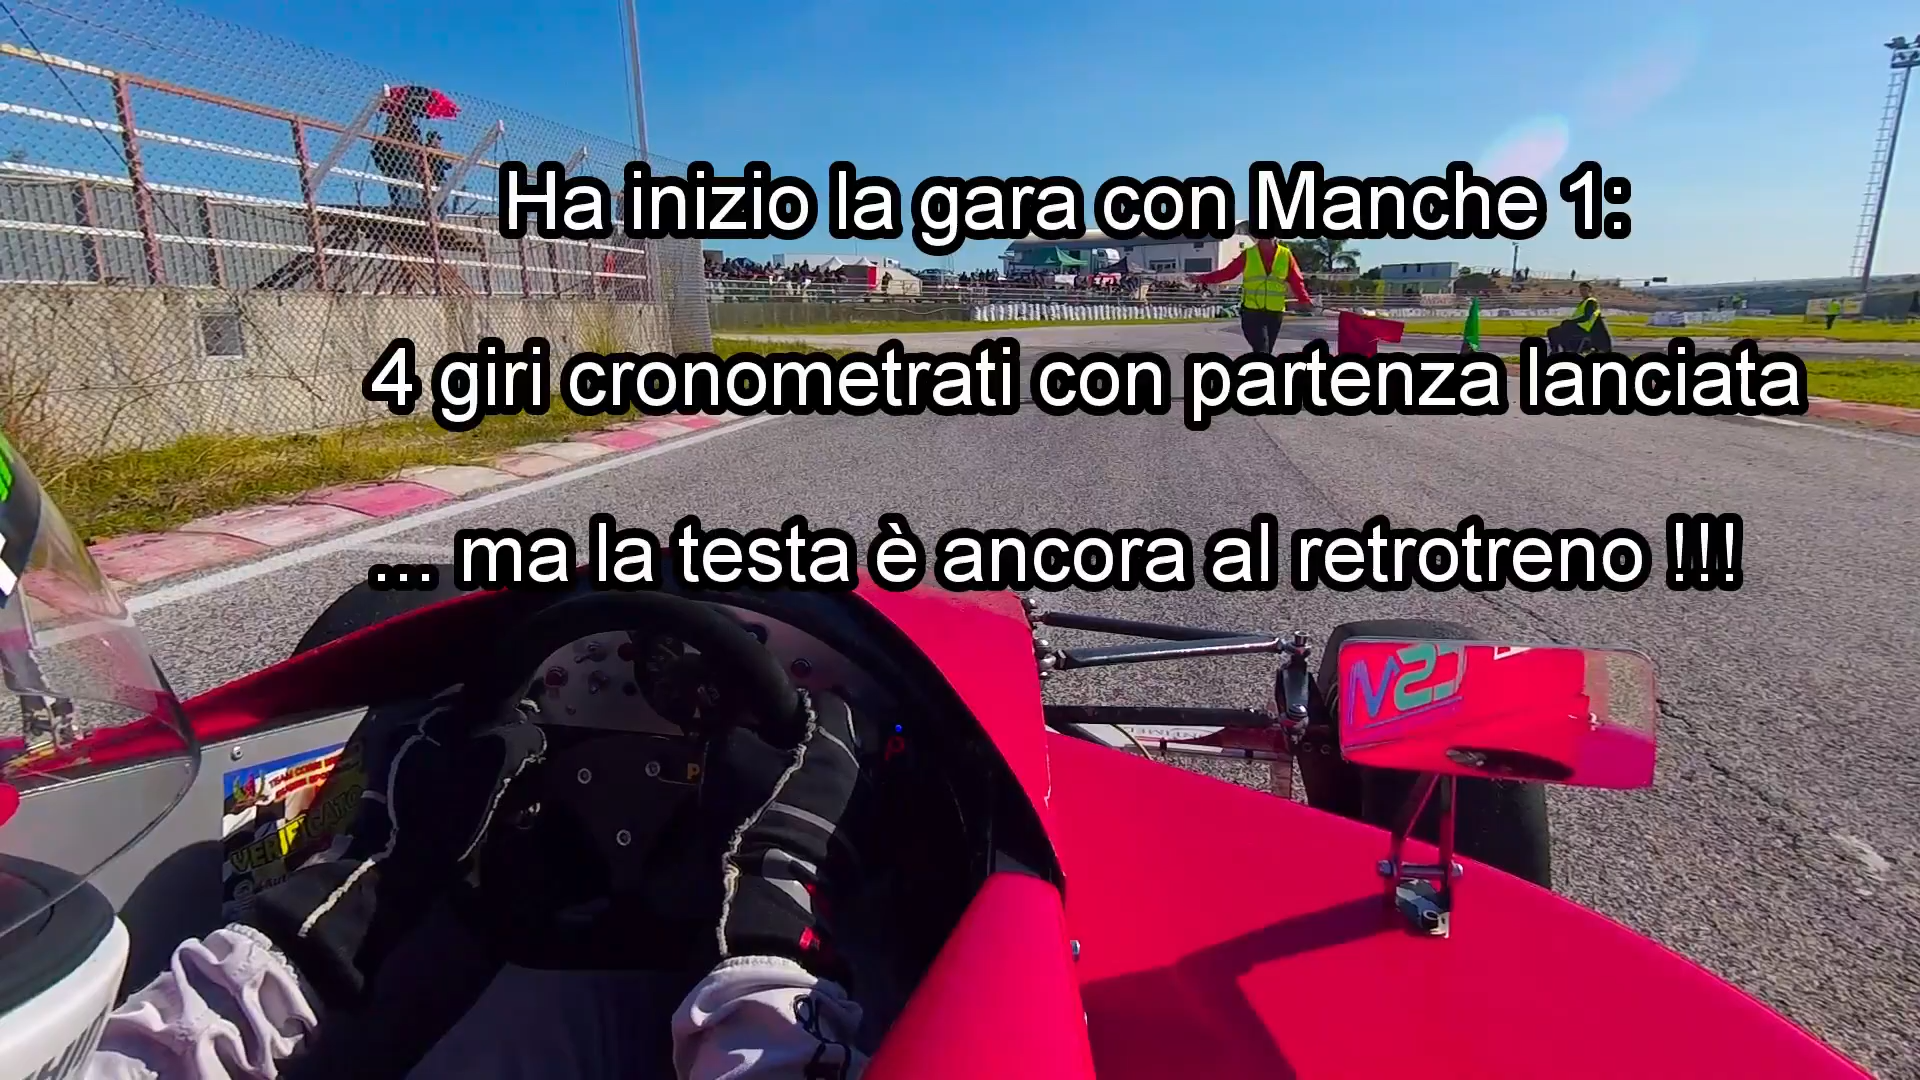 Ha inizio la gara con Manche 1:
4 giri cronometrati con partenza lanciata
... ma la testa è ancora al retrotreno !!!
VERIFICATO
P